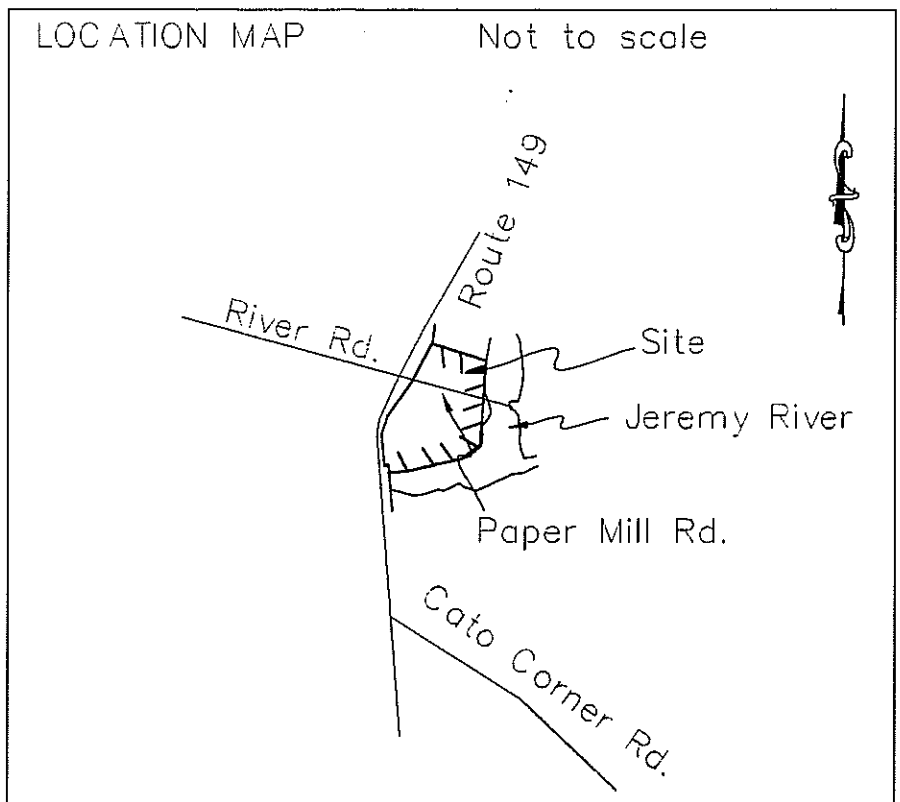 LOCATION MAP Not to scale
Route 149
River Rd.
Site
Jeremy River
Paper Mill Rd.
Cato Corner Rd.